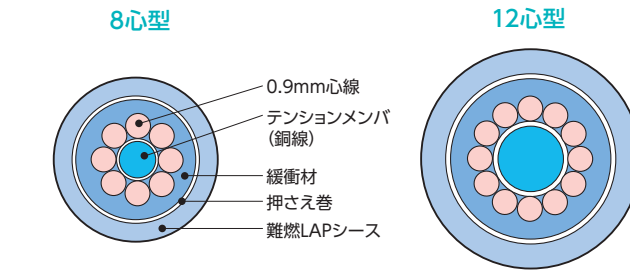 8心型
12心型
0.9mm心線
テンションメンバ
（銅線）
緩衝材
押さえ巻
難燃LAPシース